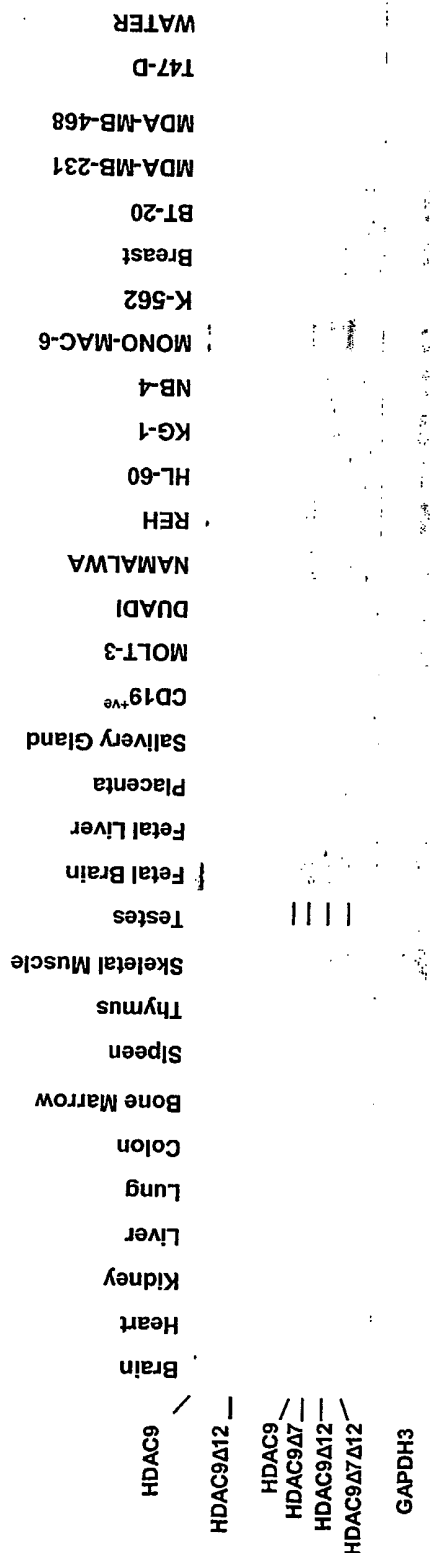 WATER
T47-D
MDA-MB-468
MDA-MB-231
BT-20
Breast
K-562
MONO-MAC-6
NB-4
KG-1
HL-60
REH
NAMALWA
DUADI
MOLT-3
CD19+ve
Salivery Gland
Placenta
Fetal Liver
Fetal Brain
Testes
Skeletal Muscle
Thymus
Slpeen
Bone Marrow
Colon
Lung
Liver
Kidney
Heart
Brain
HDAC9
HDAC9Δ12
HDAC9
HDAC9Δ7
HDAC9Δ12
HDAC9Δ7Δ12
GAPDH3